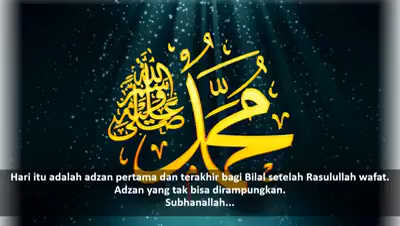 محمد
صلى الله عليه وسلم
Hari itu adalah adzan pertama dan terakhir bagi Bilal setelah Rasulullah wafat.
Adzan yang tak bisa dirampungkan.
Subhanallah...